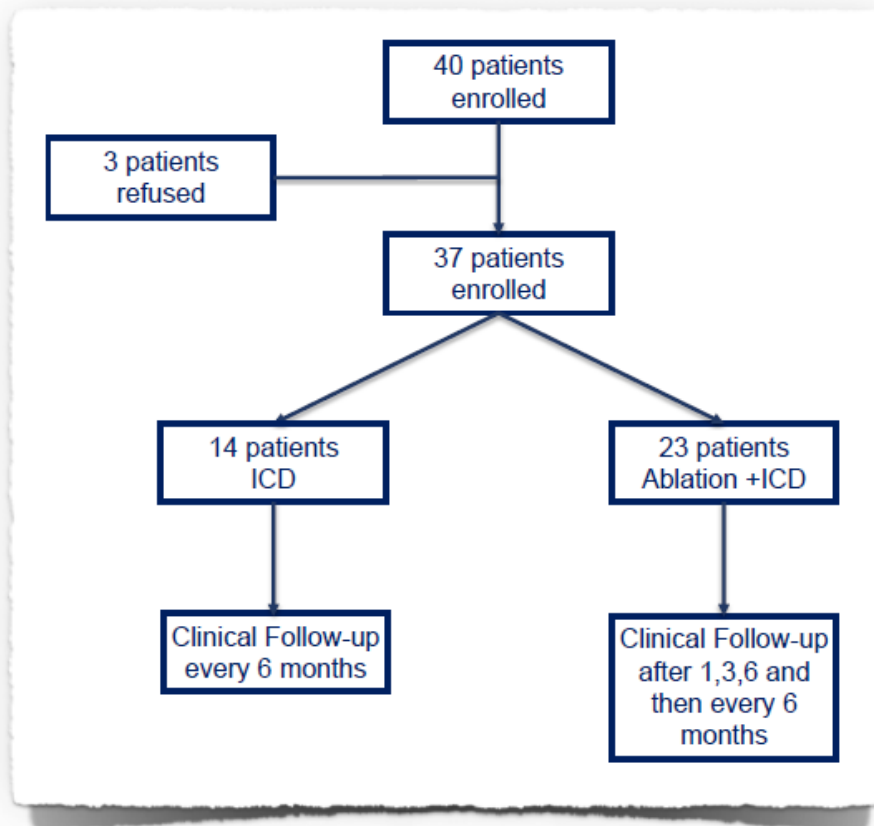 40 patients
enrolled
3 patients
refused
37 patients
enrolled
14 patients
ICD
23 patients
Ablation +ICD
Clinical Follow-up
every 6 months
Clinical Follow-up
after 1,3,6 and
then every 6
months